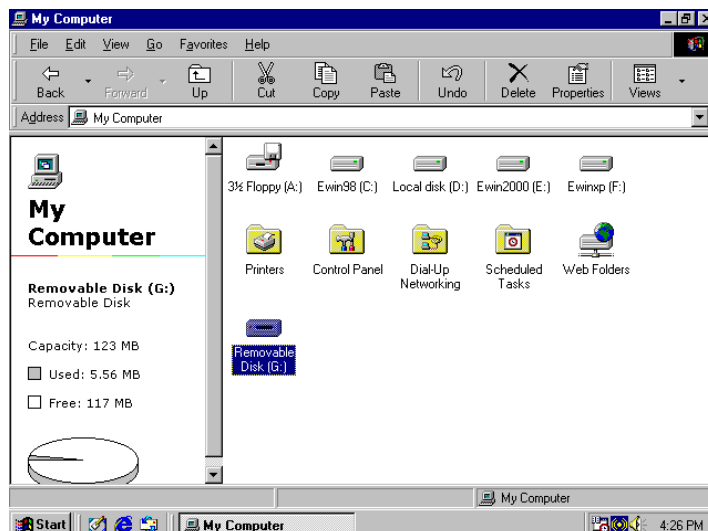 My Computer
File Edit View Go Favorites Help
Back Forward Up Cut Copy Paste Undo Delete Properties Views
Address My Computer
3½ Floppy (A:) Ewin98 (C:) Local disk (D:) Ewin2000 (E:) Ewinxp (F:)
My
Computer
Printers Control Panel Dial-Up Networking Scheduled Tasks Web Folders
Removable Disk (G:)
Removable Disk
Removable
Disk (G:)
Capacity: 123 MB
Used: 5.56 MB
Free: 117 MB
My Computer
Start My Computer 4:26 PM